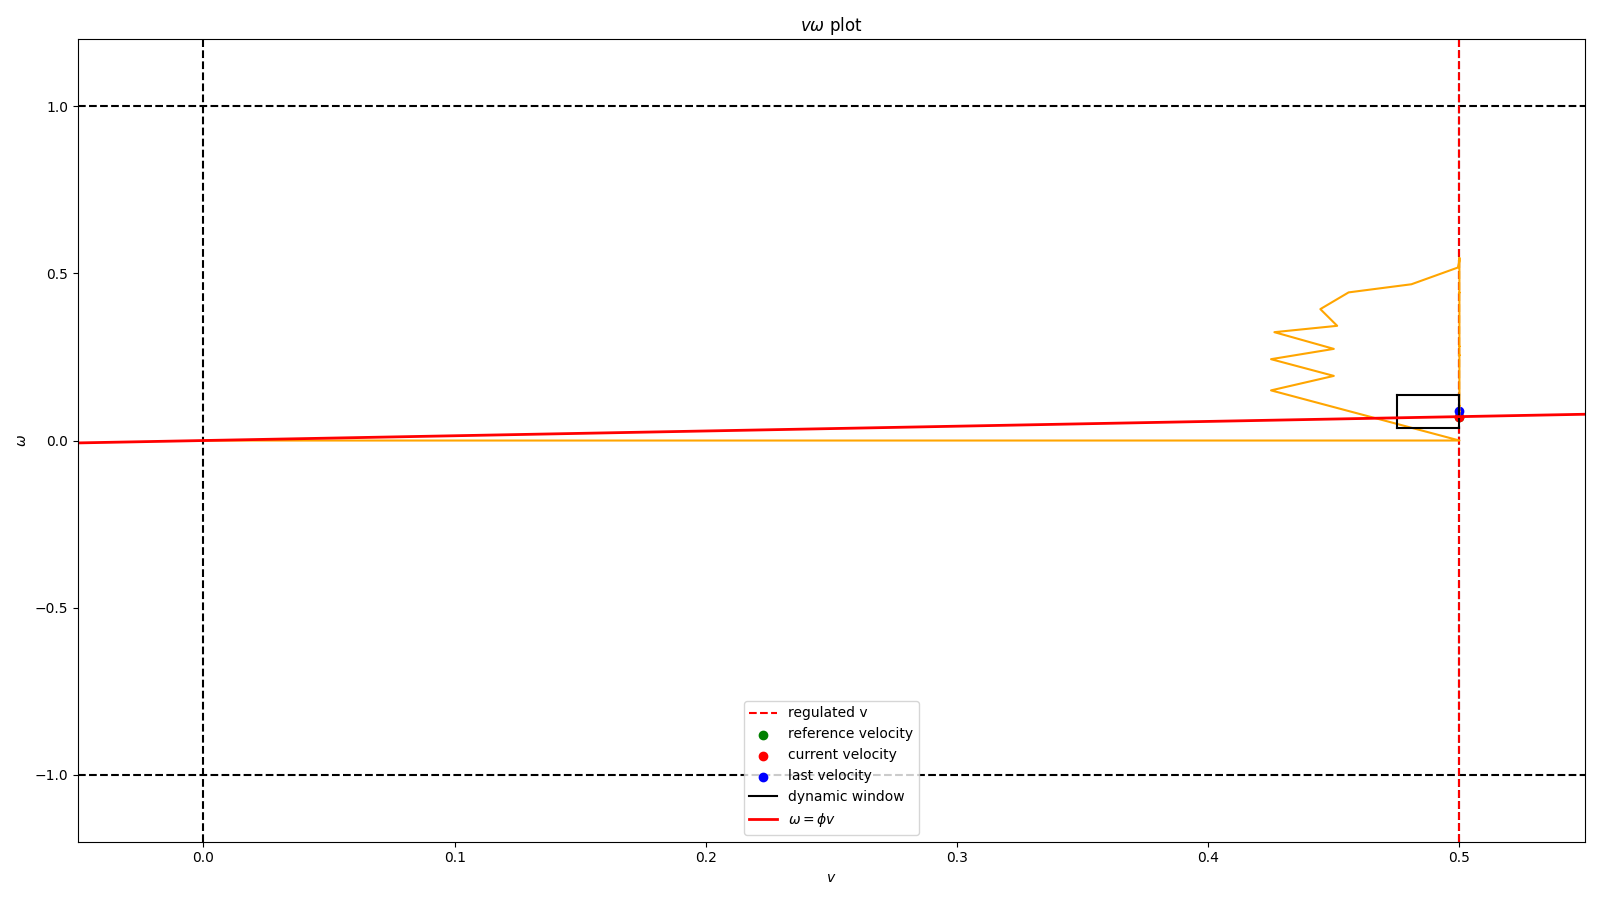 vω plot
1.0
0.5
0.0
−0.5
−1.0
ω
0.0 0.1 0.2 0.3 0.4 0.5
v
regulated v
reference velocity
current velocity
last velocity
dynamic window
ω = ϕv